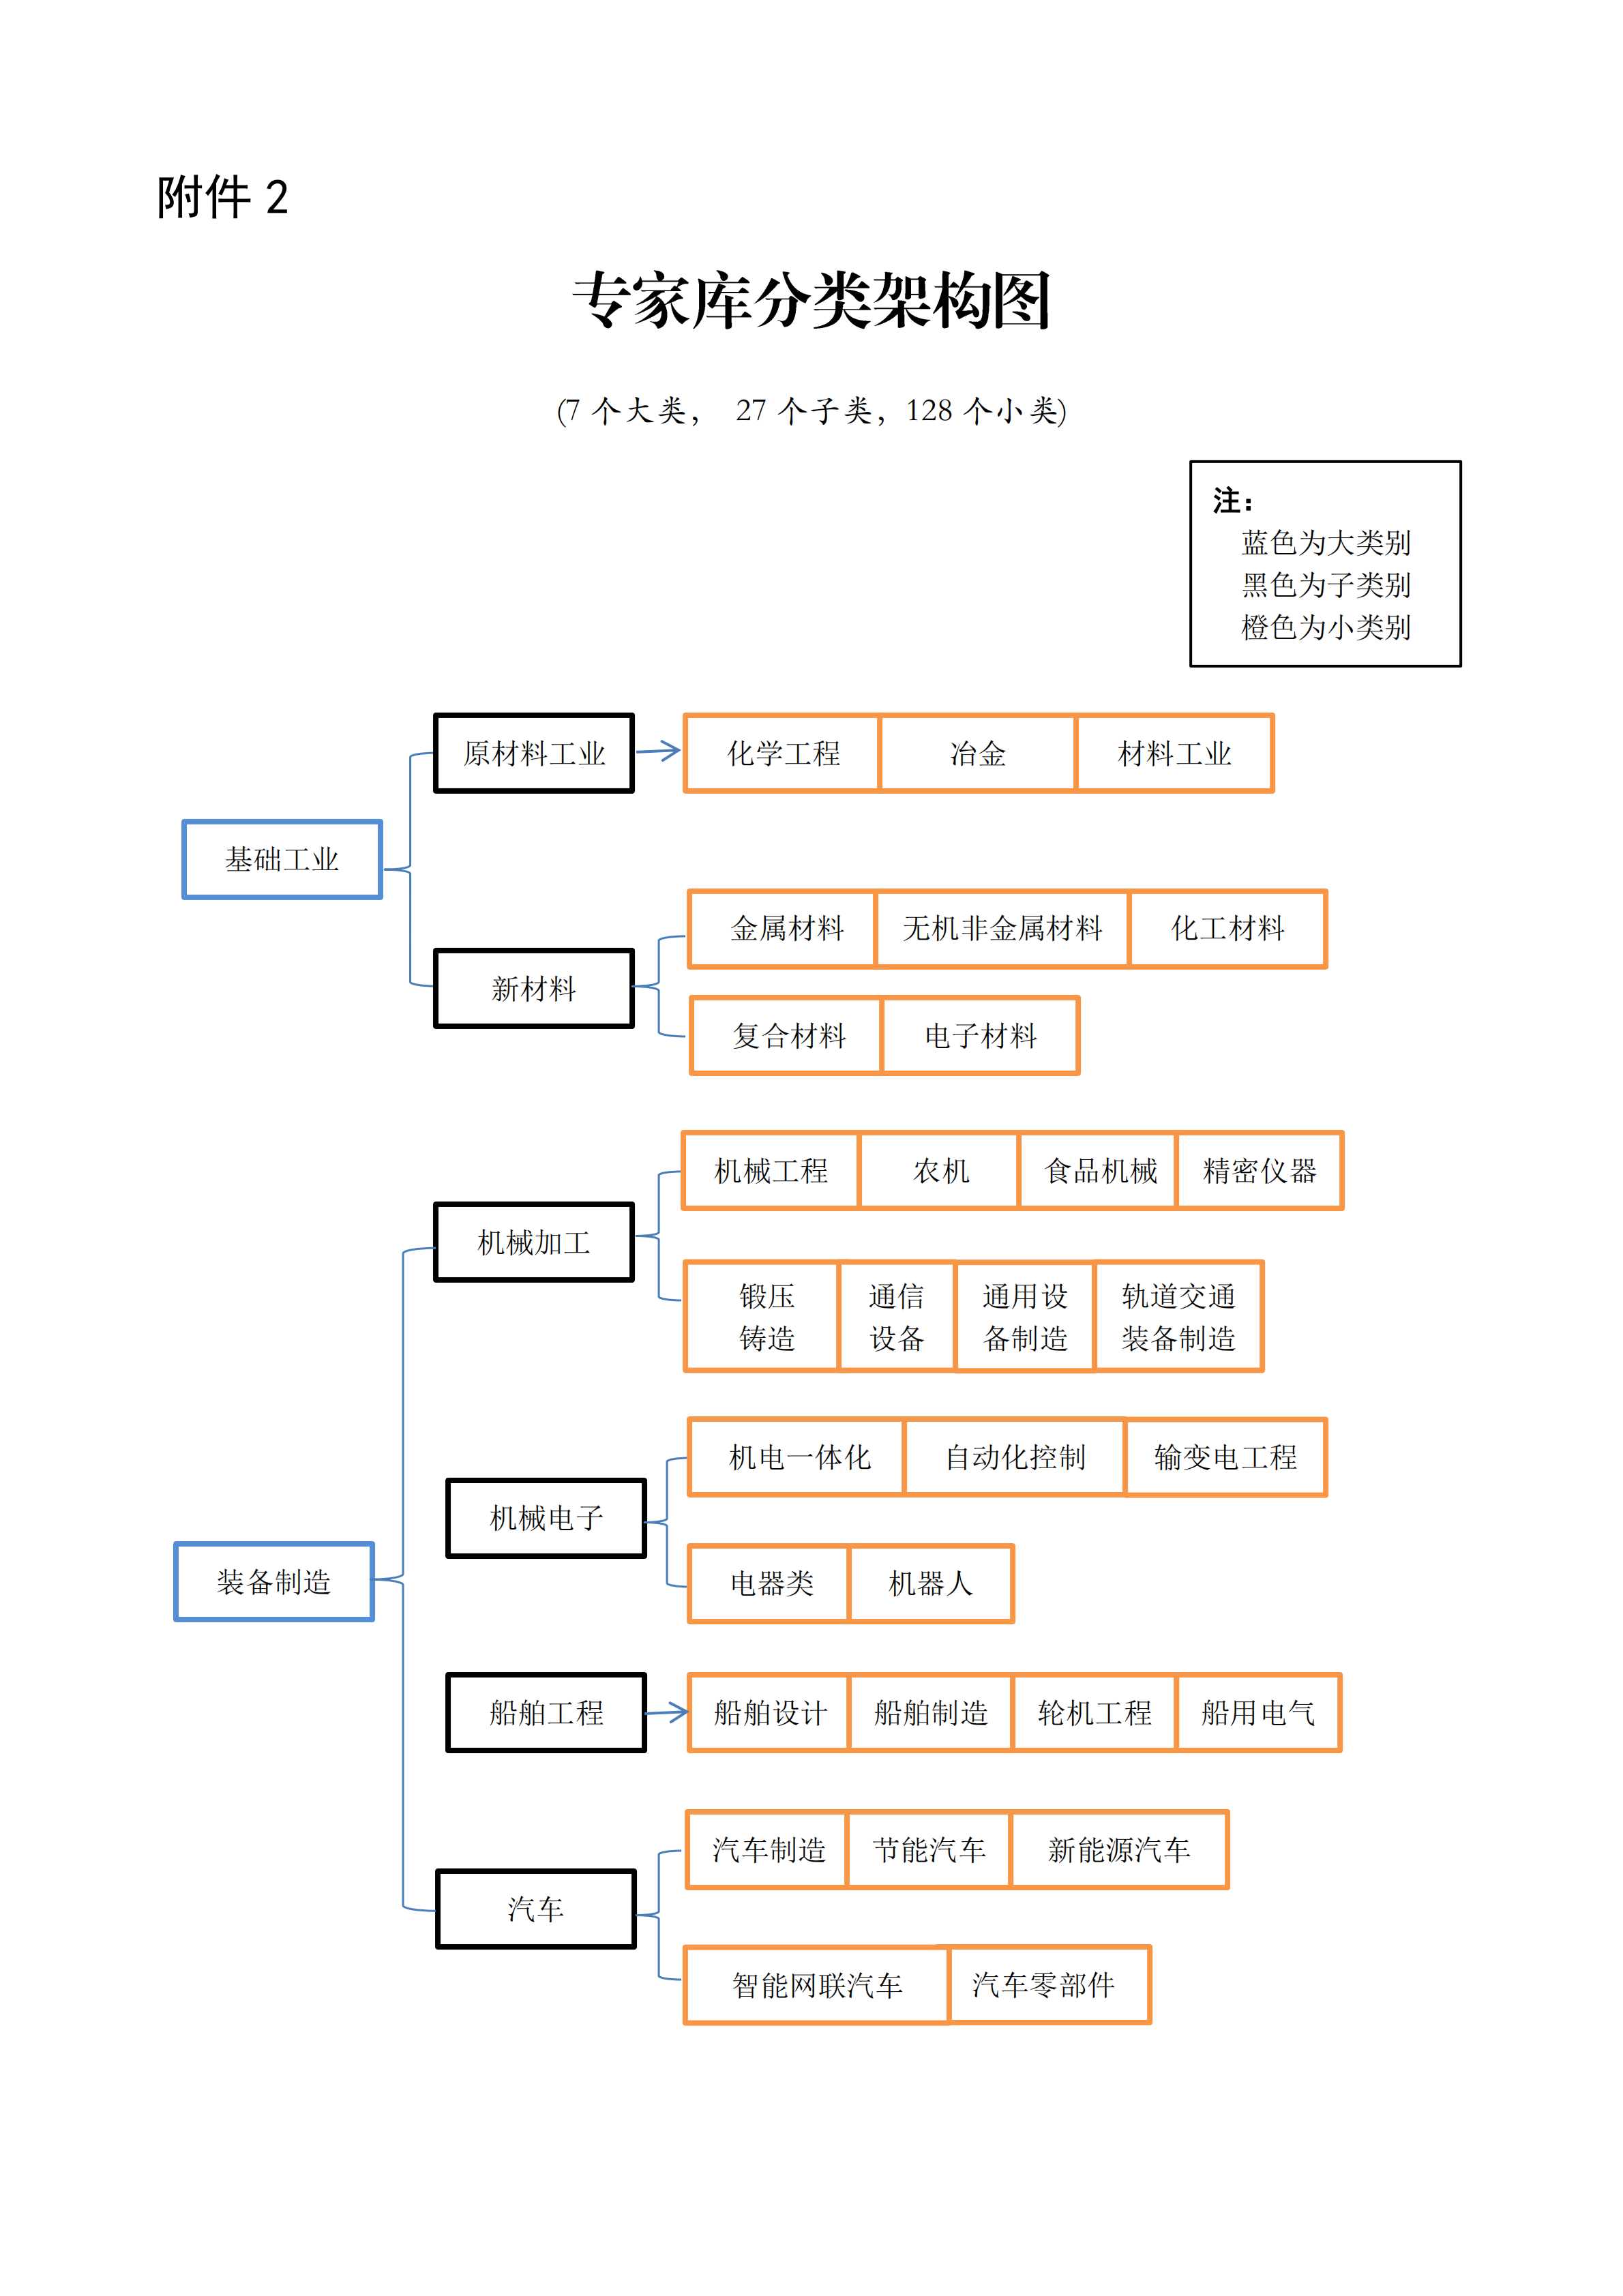 附件 2
专家库分类架构图
(7 个大类， 27 个子类，128 个小类)
注：
蓝色为大类别
黑色为子类别
橙色为小类别
原材料工业
化学工程
冶金
材料工业
基础工业
金属材料
无机非金属材料
化工材料
新材料
复合材料
电子材料
机械工程
农机
食品机械
精密仪器
机械加工
锻压
铸造
通信
设备
通用设
备制造
轨道交通
装备制造
机电一体化
自动化控制
输变电工程
机械电子
电器类
机器人
装备制造
船舶工程
船舶设计
船舶制造
轮机工程
船用电气
汽车制造
节能汽车
新能源汽车
汽车
智能网联汽车
汽车零部件